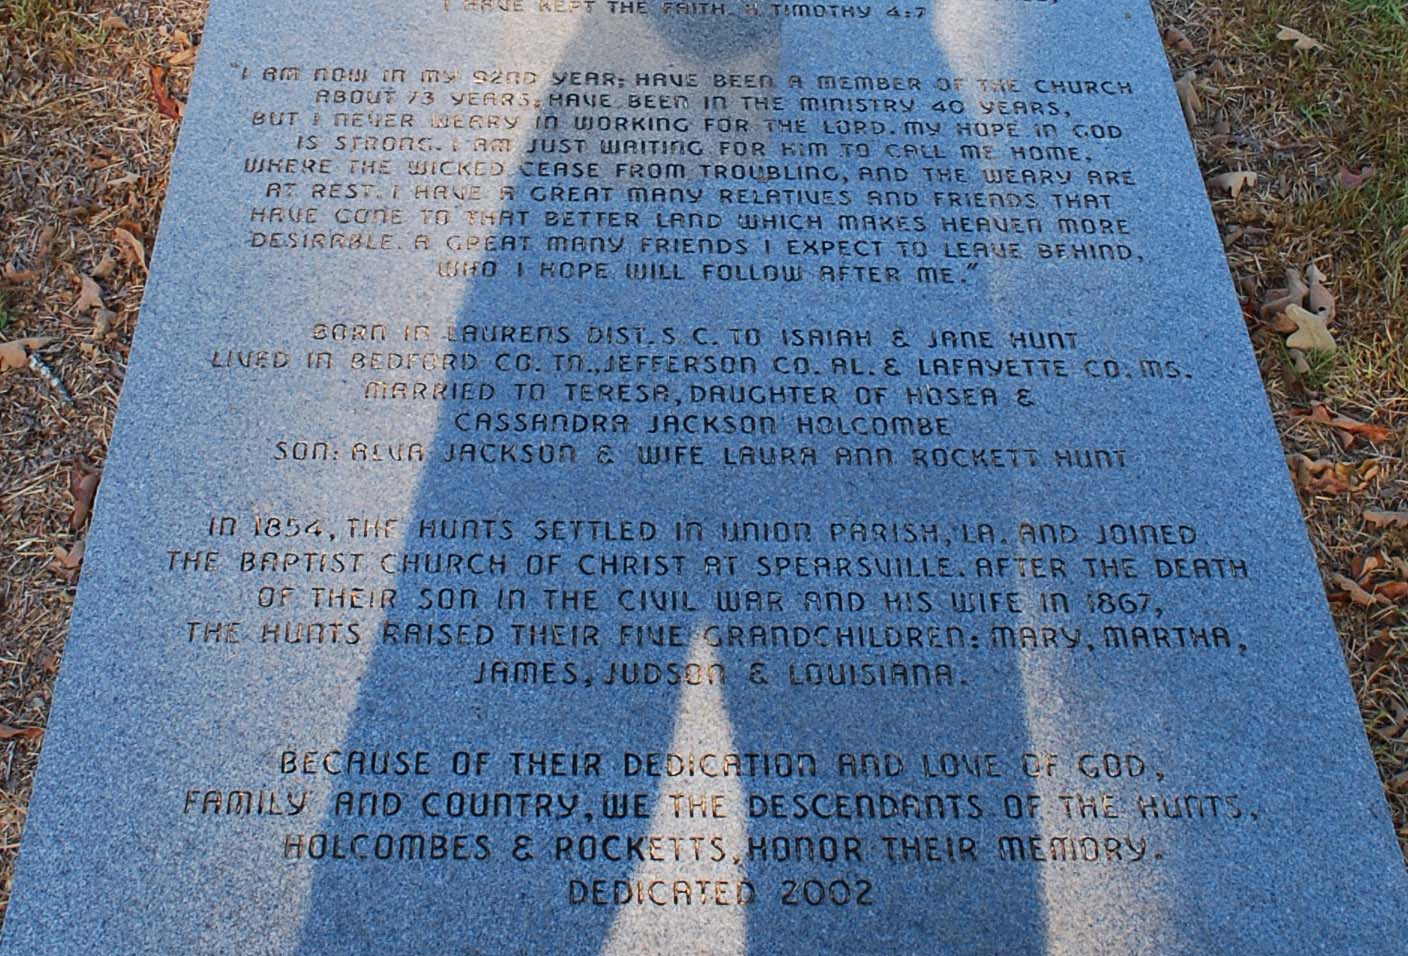 I HAVE KEPT THE FAITH. II TIMOTHY 4:7
"I AM NOW IN MY 92ND YEAR; HAVE BEEN A MEMBER OF THE CHURCH
ABOUT 73 YEARS; HAVE BEEN IN THE MINISTRY 40 YEARS,
BUT I NEVER WEARY IN WORKING FOR THE LORD. MY HOPE IN GOD
IS STRONG. I AM JUST WAITING FOR HIM TO CALL ME HOME,
WHERE THE WICKED CEASE FROM TROUBLING, AND THE WEARY ARE
AT REST. I HAVE A GREAT MANY RELATIVES AND FRIENDS THAT
HAVE GONE TO THAT BETTER LAND WHICH MAKES HEAVEN MORE
DESIRABLE. A GREAT MANY FRIENDS I EXPECT TO LEAVE BEHIND,
WHO I HOPE WILL FOLLOW AFTER ME."
BORN IN LAURENS DIST. S.C. TO ISAIAH & JANE HUNT
LIVED IN BEDFORD CO. TN., JEFFERSON CO. AL. & LAFAYETTE CO. MS.
MARRIED TO TERESA, DAUGHTER OF HOSEA &
CASSANDRA JACKSON HOLCOMBE
SON: ALVA JACKSON & WIFE LAURA ANN ROCKETT HUNT
IN 1854, THE HUNTS SETTLED IN UNION PARISH, LA. AND JOINED
THE BAPTIST CHURCH OF CHRIST AT SPEARSVILLE. AFTER THE DEATH
OF THEIR SON IN THE CIVIL WAR AND HIS WIFE IN 1867,
THE HUNTS RAISED THEIR FIVE GRANDCHILDREN: MARY, MARTHA,
JAMES, JUDSON & LOUISIANA.
BECAUSE OF THEIR DEDICATION AND LOVE OF GOD,
FAMILY AND COUNTRY, WE THE DESCENDANTS OF THE HUNTS,
HOLCOMBES & ROCKETTS, HONOR THEIR MEMORY.
DEDICATED 2002